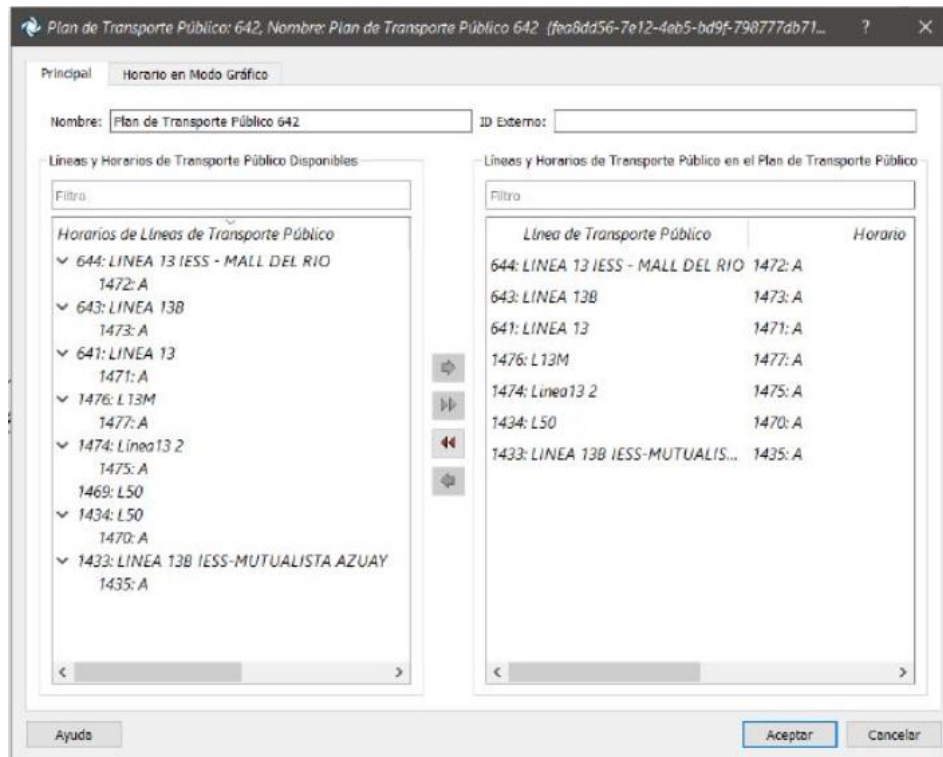 Plan de Transporte Público: 642, Nombre: Plan de Transporte Público 642 {fea8dd56-7e12-4eb5-bd9f-798777db71...
Principal
Horario en Modo Gráfico
Nombre: Plan de Transporte Público 642
ID Externo:
Líneas y Horarios de Transporte Público Disponibles
Filtro
Horarios de Líneas de Transporte Público
644: LINEA 13 IESS - MALL DEL RIO
1472: A
643: LINEA 13B
1473: A
641: LINEA 13
1471: A
1476: L13M
1477: A
1474: Linea13 2
1475: A
1469: L50
1434: L50
1470: A
1433: LINEA 13B IESS-MUTUALISTA AZUAY
1435: A
Líneas y Horarios de Transporte Público en el Plan de Transporte Público
Filtro
Línea de Transporte Público Horario
644: LINEA 13 IESS - MALL DEL RIO 1472: A
643: LINEA 13B 1473: A
641: LINEA 13 1471: A
1476: L13M 1477: A
1474: Linea13 2 1475: A
1434: L50 1470: A
1433: LINEA 13B IESS-MUTUALIS... 1435: A
Ayuda
Aceptar
Cancelar